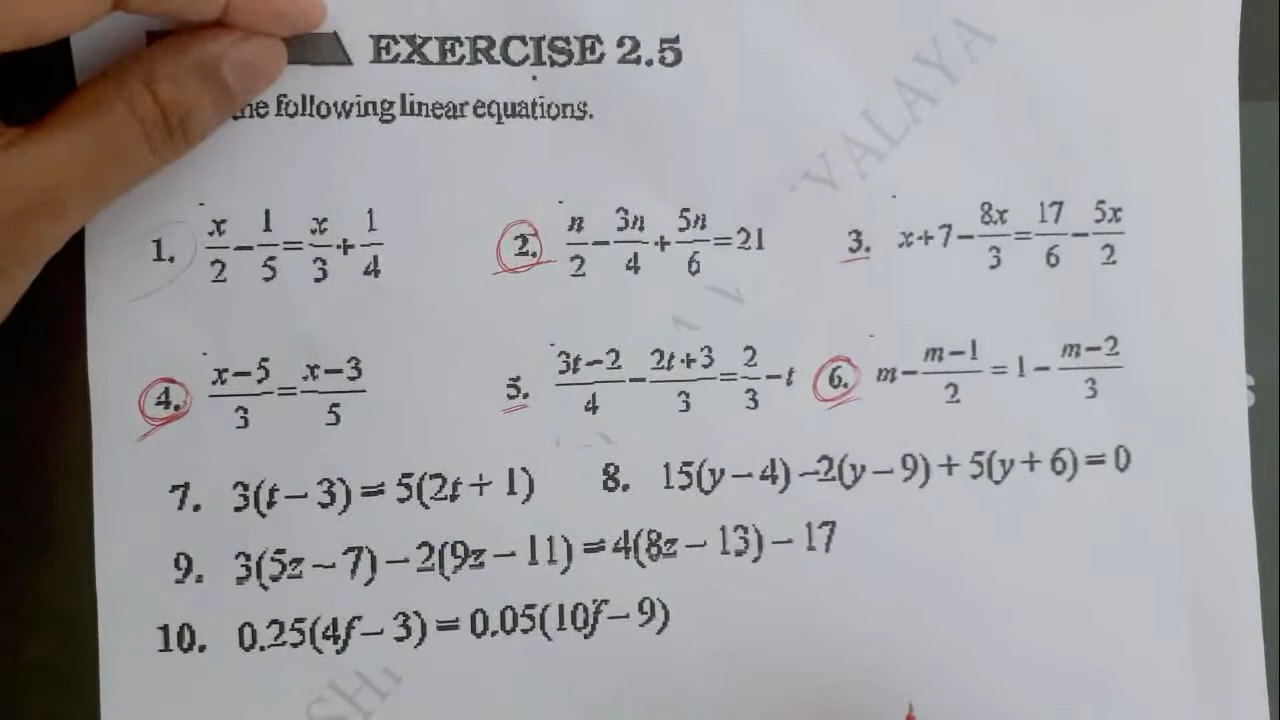 EXERCISE 2.5
the following linear equations.
1. x/2 − 1/5 = x/3 + 1/4 2. n/2 − 3n/4 + 5n/6 = 21 3. x + 7 − 8x/3 = 17/6 − 5x/2
4. (x − 5)/3 = (x − 3)/5 5. (3t − 2)/4 − (2t + 3)/3 = 2/3 − t 6. m − (m − 1)/2 = 1 − (m − 2)/3
7. 3(t − 3) = 5(2t + 1) 8. 15(y − 4) − 2(y − 9) + 5(y + 6) = 0
9. 3(5z − 7) − 2(9z − 11) = 4(8z − 13) − 17
10. 0.25(4f − 3) = 0.05(10f − 9)